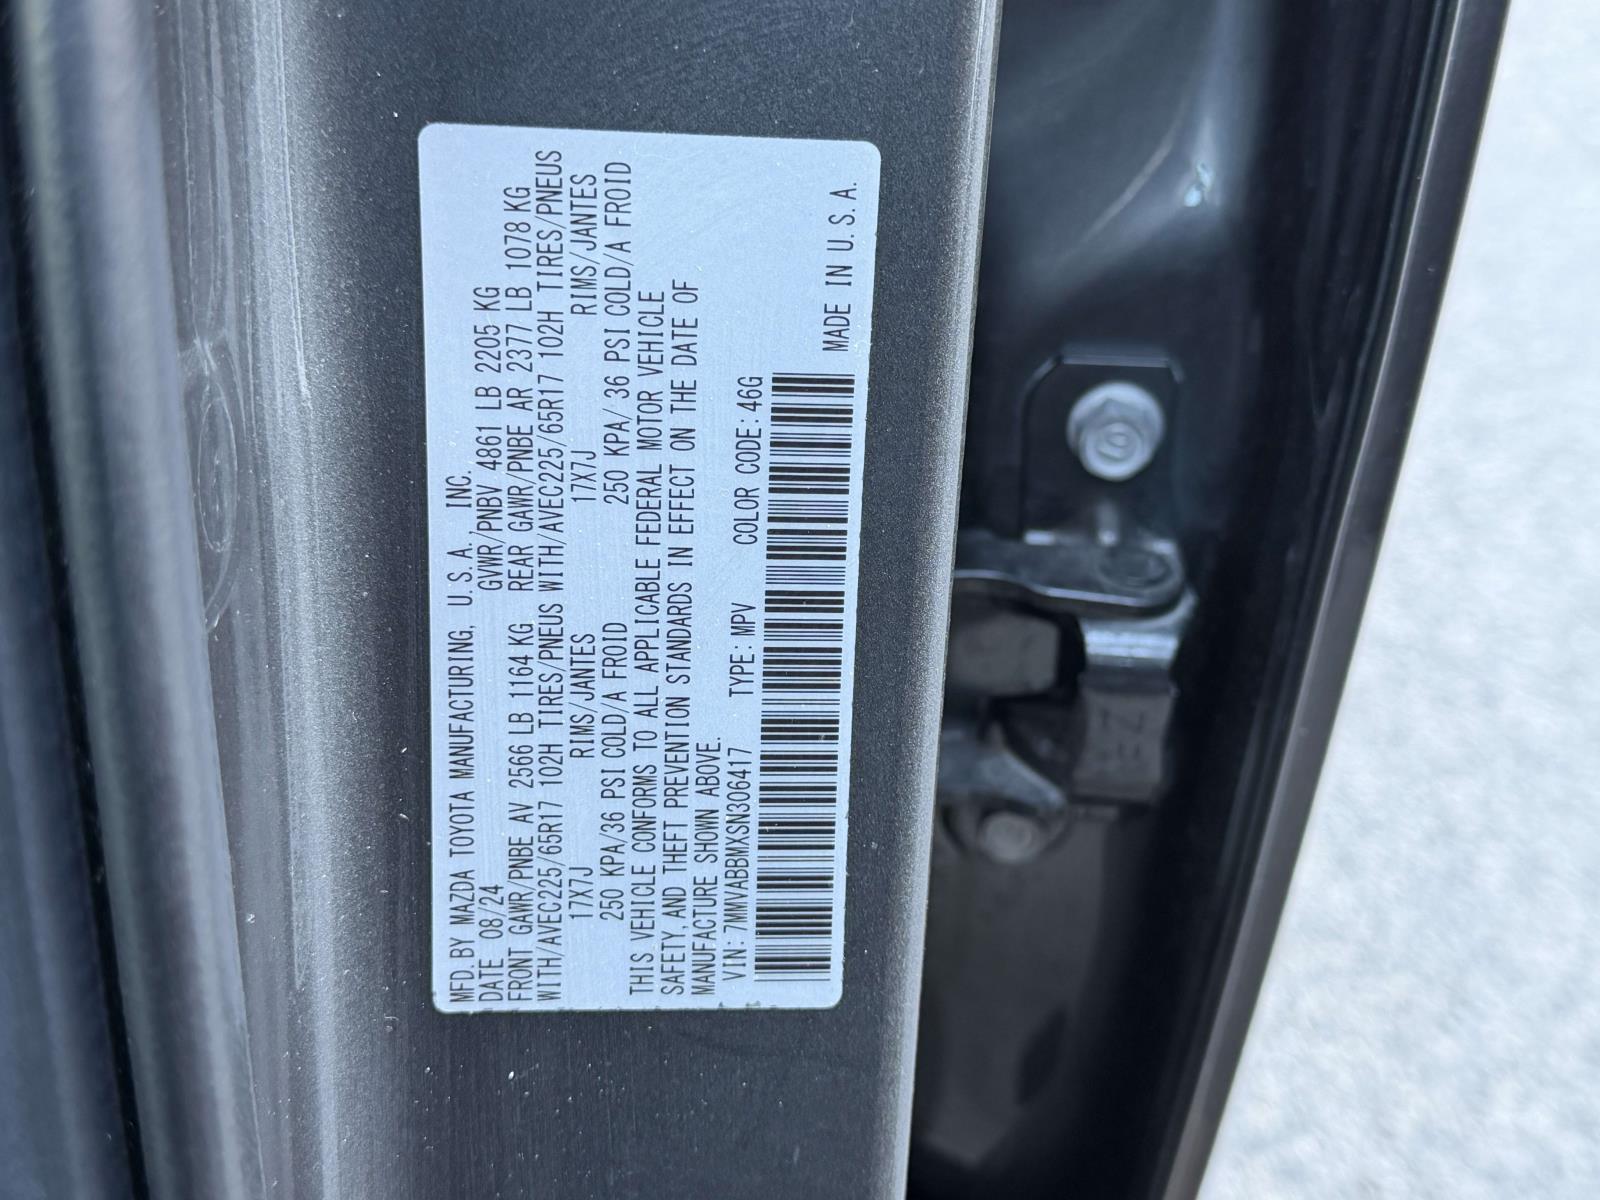 MFD. BY MAZDA TOYOTA MANUFACTURING, U.S.A., INC.
DATE 08/24 GVWR/PNBV 4861 LB 2205 KG
FRONT GAWR/PNBE AV 2566 LB 1164 KG REAR GAWR/PNBE AR 2377 LB 1078 KG
WITH/AVEC225/65R17 102H TIRES/PNEUS WITH/AVEC225/65R17 102H TIRES/PNEUS
17X7J RIMS/JANTES 17X7J RIMS/JANTES
250 KPA/36 PSI COLD/A FROID 250 KPA/ 36 PSI COLD/A FROID
THIS VEHICLE CONFORMS TO ALL APPLICABLE FEDERAL MOTOR VEHICLE
SAFETY, AND THEFT PREVENTION STANDARDS IN EFFECT ON THE DATE OF
MANUFACTURE SHOWN ABOVE.
VIN: 7MMVABBMXSN306417 TYPE: MPV COLOR CODE: 46G
MADE IN U.S.A.